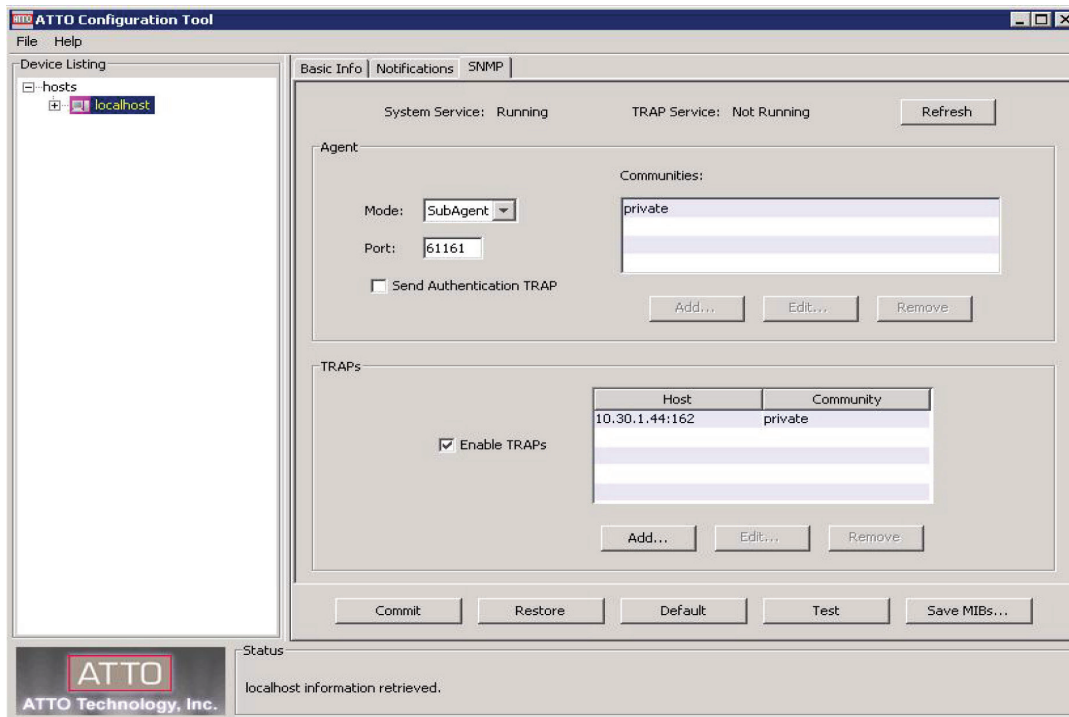 ATTO ATTO Configuration Tool
File Help
Device Listing
hosts
localhost
Basic Info Notifications SNMP
System Service: Running TRAP Service: Not Running Refresh
Agent
Communities:
Mode: SubAgent
private
Port: 61161
Send Authentication TRAP
Add... Edit... Remove
TRAPs
Host Community
10.30.1.44:162 private
Enable TRAPs
Add... Edit... Remove
Commit Restore Default Test Save MIBs...
ATTO
ATTO Technology, Inc.
Status
localhost information retrieved.